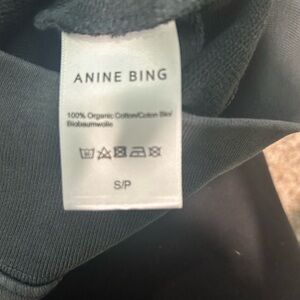 ANINE BING
100% Organic Cotton/Coton Bio/
Biobaumwolle
S/P